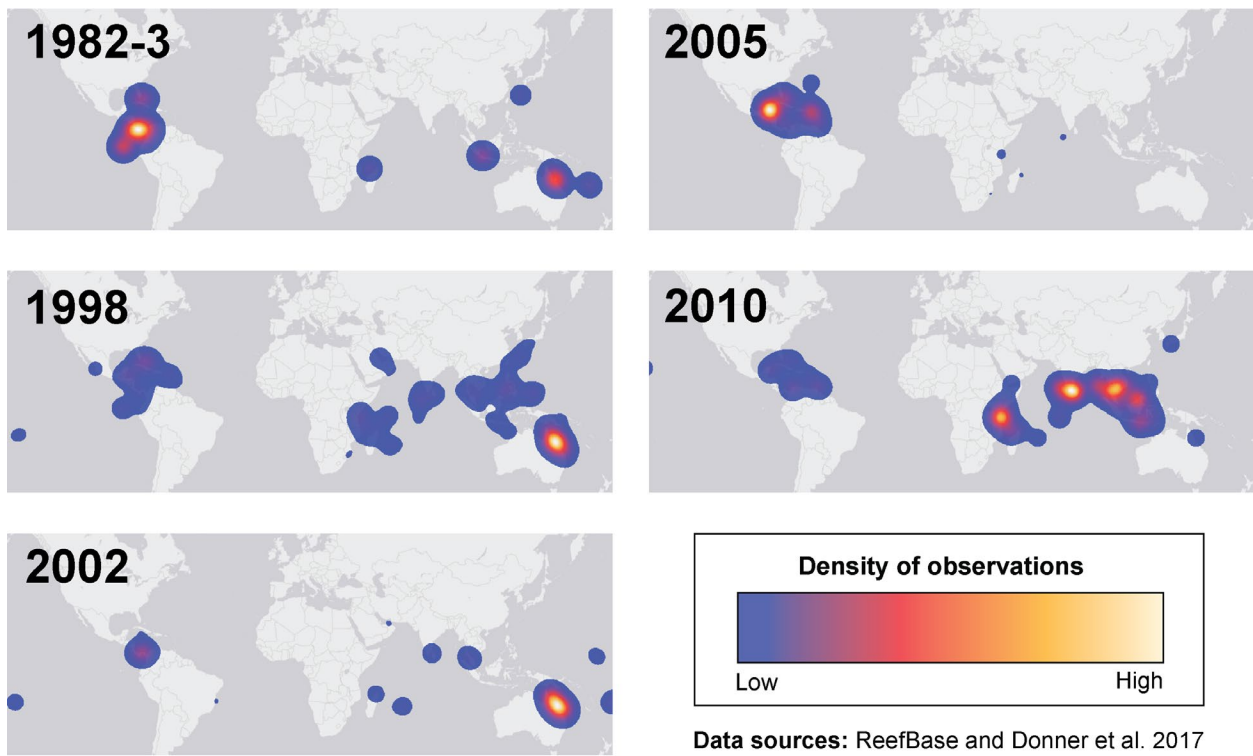 1982-3
2005
1998
2010
2002
Density of observations
Low High
Data sources: ReefBase and Donner et al. 2017